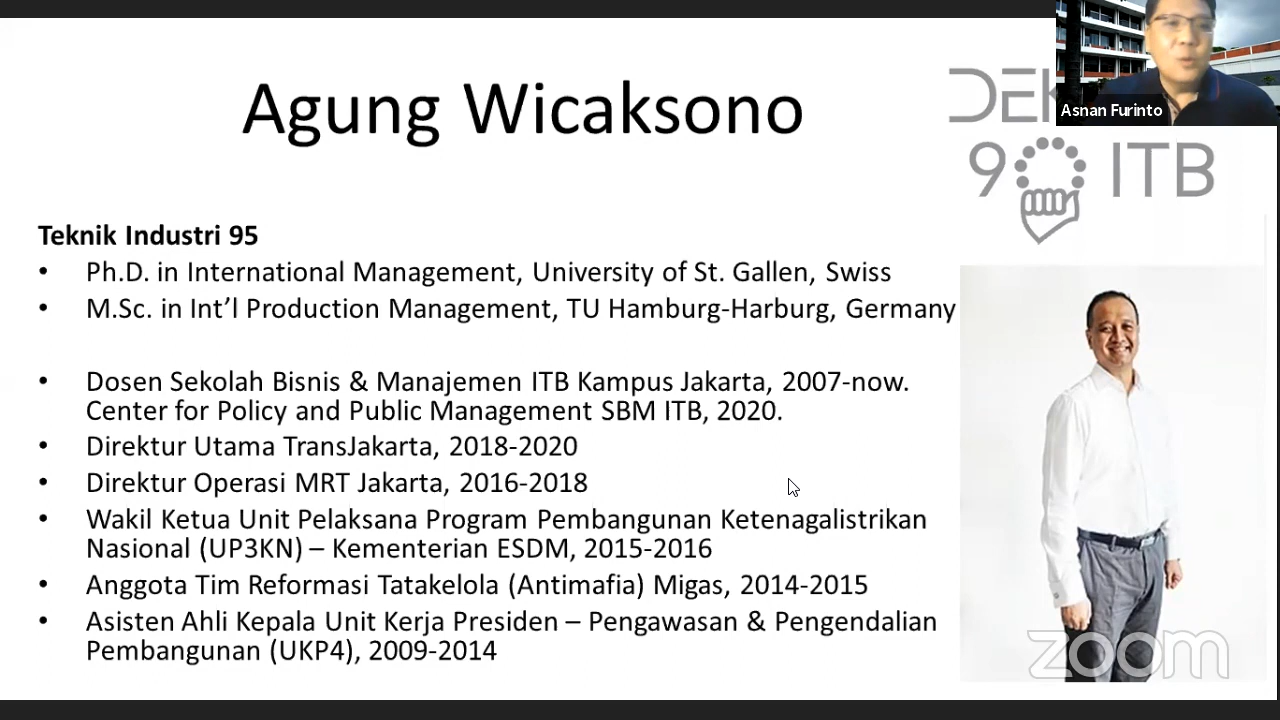 Agung Wicaksono
Asnan Furinto
9 ITB
Teknik Industri 95
• Ph.D. in International Management, University of St. Gallen, Swiss
• M.Sc. in Int'l Production Management, TU Hamburg-Harburg, Germany
• Dosen Sekolah Bisnis & Manajemen ITB Kampus Jakarta, 2007-now.
Center for Policy and Public Management SBM ITB, 2020.
• Direktur Utama TransJakarta, 2018-2020
• Direktur Operasi MRT Jakarta, 2016-2018
• Wakil Ketua Unit Pelaksana Program Pembangunan Ketenagalistrikan
Nasional (UP3KN) – Kementerian ESDM, 2015-2016
• Anggota Tim Reformasi Tatakelola (Antimafia) Migas, 2014-2015
• Asisten Ahli Kepala Unit Kerja Presiden – Pengawasan & Pengendalian
Pembangunan (UKP4), 2009-2014
zoom